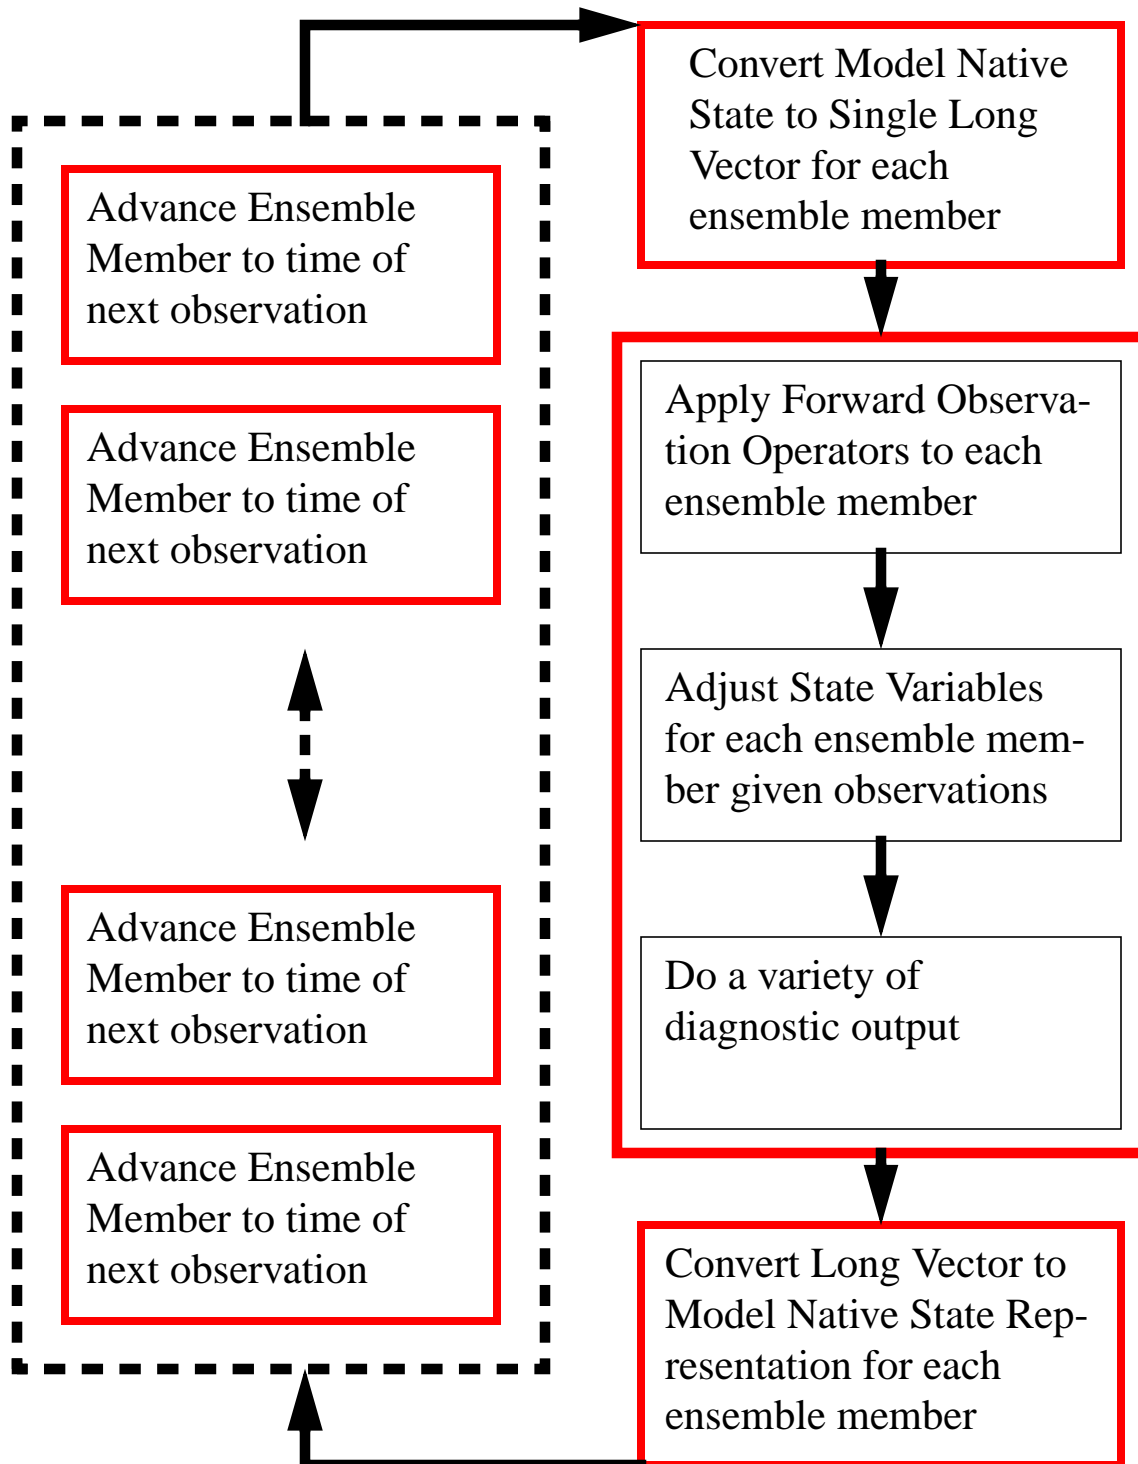 Convert Model Native
State to Single Long
Vector for each
ensemble member
Advance Ensemble
Member to time of
next observation
Advance Ensemble
Member to time of
next observation
Advance Ensemble
Member to time of
next observation
Advance Ensemble
Member to time of
next observation
Apply Forward Observa-
tion Operators to each
ensemble member
Adjust State Variables
for each ensemble mem-
ber given observations
Do a variety of
diagnostic output
Convert Long Vector to
Model Native State Rep-
resentation for each
ensemble member